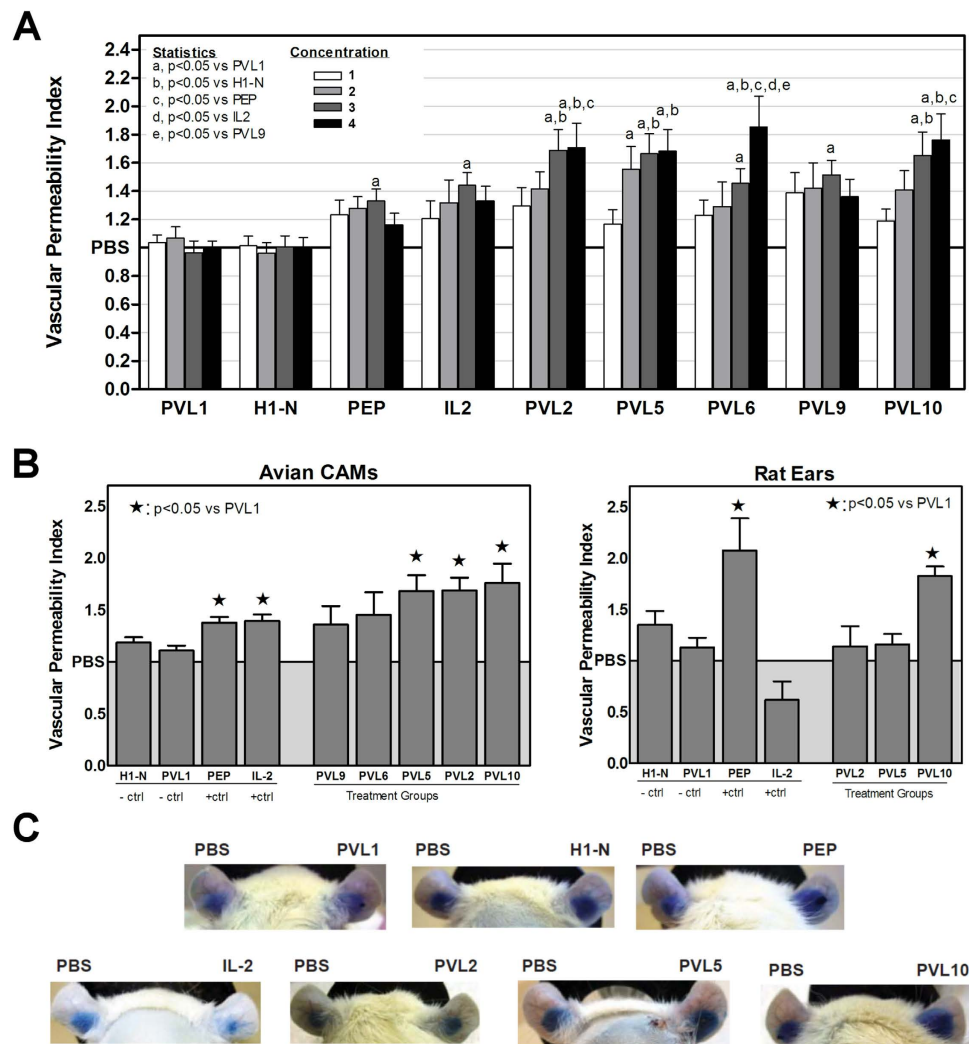 A
Vascular Permeability Index
2.4
2.2
2.0
1.8
1.6
1.4
1.2
PBS
0.8
0.6
0.4
0.2
0.0
Statistics
a, p<0.05 vs PVL1
b, p<0.05 vs H1-N
c, p<0.05 vs PEP
d, p<0.05 vs IL2
e, p<0.05 vs PVL9
Concentration
1
2
3
4
a
a
a,b
a,b,c
a
a,b
a,b
a
a,b,c,d,e
a
a,b
a,b,c
PVL1 H1-N PEP IL2 PVL2 PVL5 PVL6 PVL9 PVL10
B
Avian CAMs
Vascular Permeability Index
2.5
2.0
1.5
PBS
0.5
0.0
★: p<0.05 vs PVL1
★ ★ ★ ★ ★
H1-N PVL1 PEP IL-2 PVL9 PVL6 PVL5 PVL2 PVL10
- ctrl - ctrl +ctrl +ctrl Treatment Groups
Rat Ears
Vascular Permeability Index
2.5
2.0
1.5
PBS
0.5
0.0
★: p<0.05 vs PVL1
★ ★
H1-N PVL1 PEP IL-2 PVL2 PVL5 PVL10
- ctrl - ctrl +ctrl +ctrl Treatment Groups
C
PBS PVL1 PBS H1-N PBS PEP
PBS IL-2 PBS PVL2 PBS PVL5 PBS PVL10